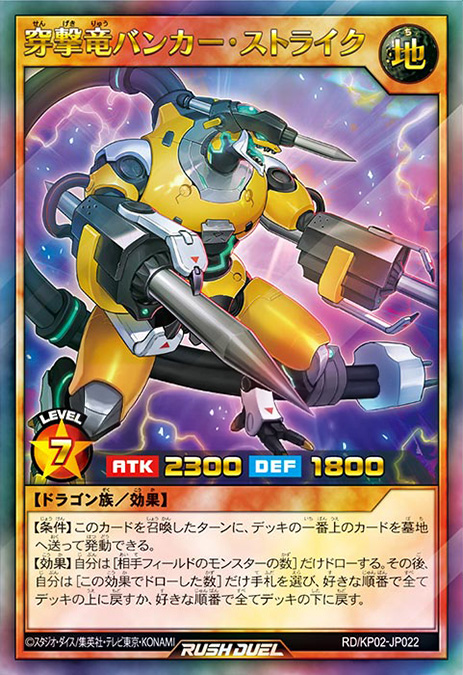 穿撃竜バンカー・ストライク
地
LEVEL
7
ATK 2300 DEF 1800
【ドラゴン族／効果】
【条件】このカードを召喚したターンに、デッキの一番上のカードを墓地
へ送って発動できる。
【効果】自分は[相手フィールドのモンスターの数]だけドローする。その後、
自分は[この効果でドローした数]だけ手札を選び、好きな順番で全て
デッキの上に戻すか、好きな順番で全てデッキの下に戻す。
©スタジオ・ダイス/集英社・テレビ東京・KONAMI
RUSH DUEL
RD/KP02-JP022